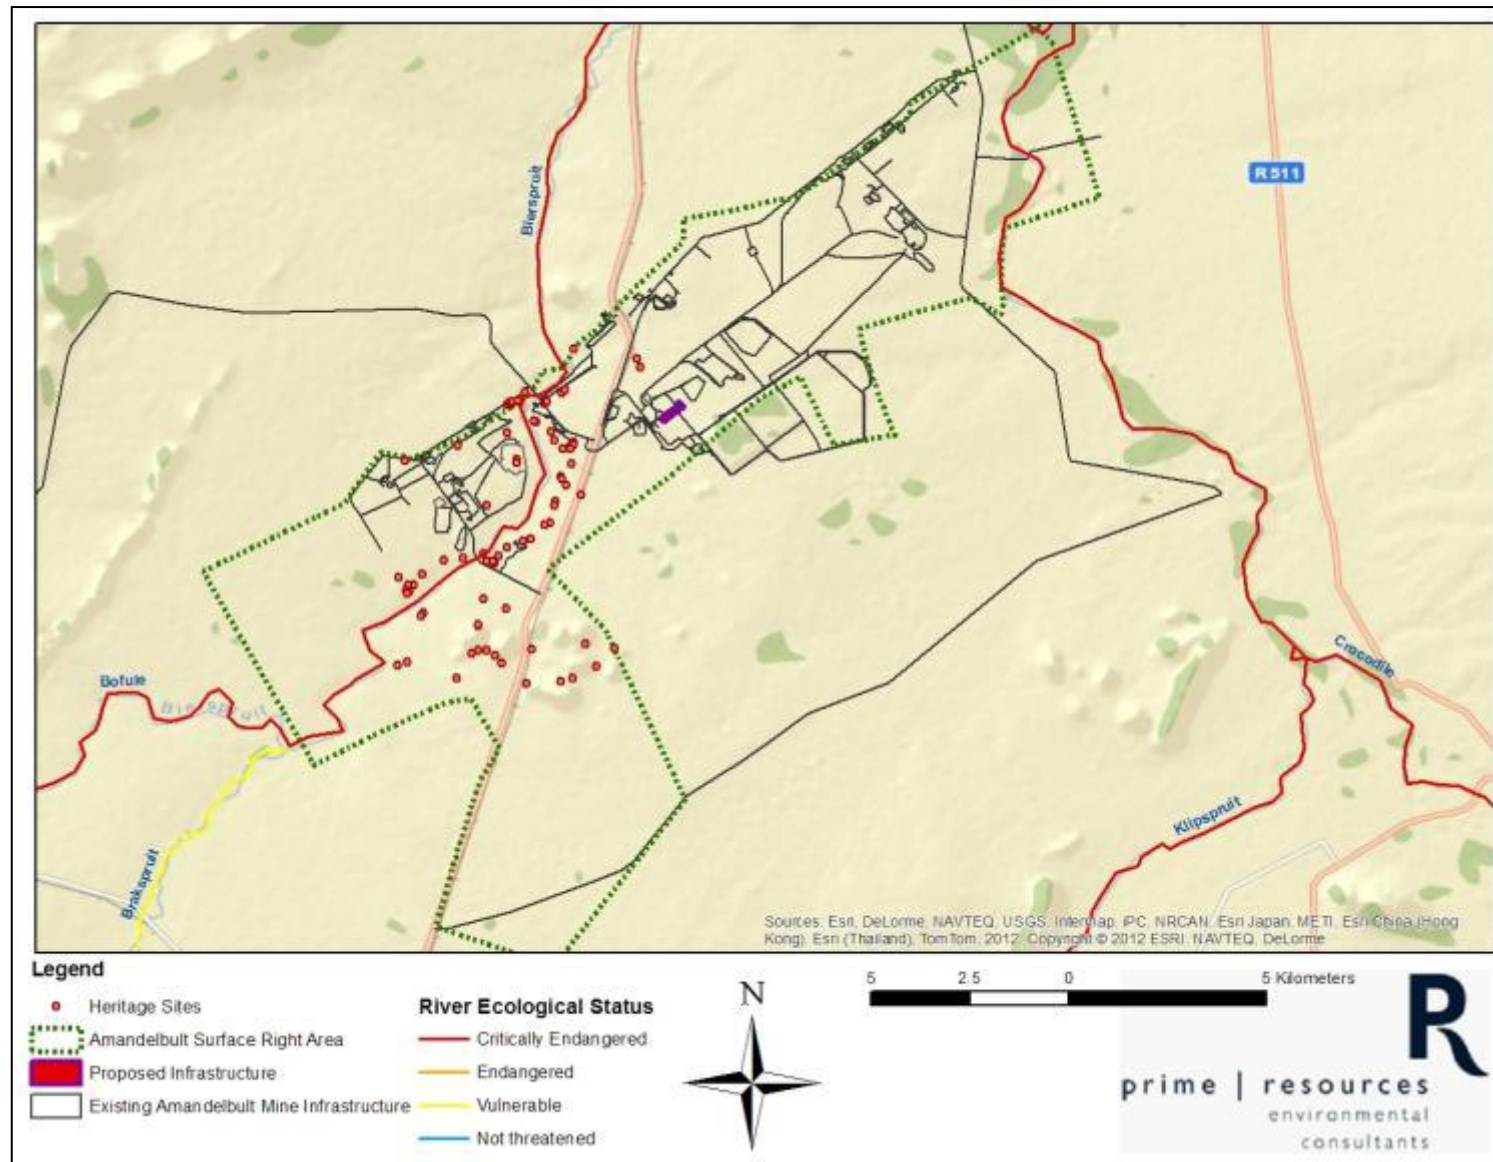 Bierspruit
R511
Bofule
Bierspruit
Crocodile
Klipspruit
Brakspruit
Sources: Esri, DeLorme, NAVTEQ, USGS, Intermap, iPC, NRCAN, Esri Japan, METI, Esri China (Hong
Kong), Esri (Thailand), TomTom, 2012. Copyright © 2012 ESRI, NAVTEQ, DeLorme
Legend
Heritage Sites
Amandelbult Surface Right Area
Proposed Infrastructure
Existing Amandelbult Mine Infrastructure
River Ecological Status
Critically Endangered
Endangered
Vulnerable
Not threatened
N
5 2.5 0 5 Kilometers
R
prime | resources
environmental
consultants